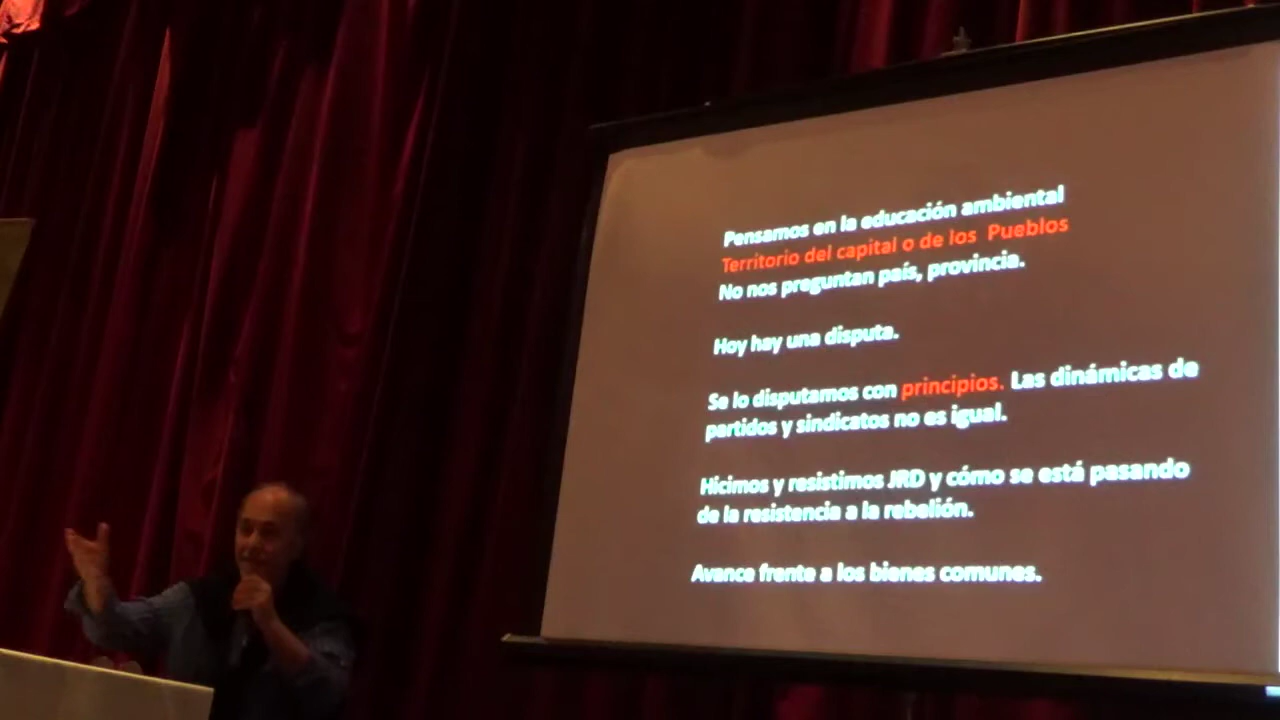 Pensamos en la educación ambiental
Territorio del capital o de los Pueblos
No nos preguntan país, provincia.
Hoy hay una disputa.
Se lo disputamos con principios. Las dinámicas de
partidos y sindicatos no es igual.
Hicimos y resistimos JRD y cómo se está pasando
de la resistencia a la rebelión.
Avance frente a los bienes comunes.